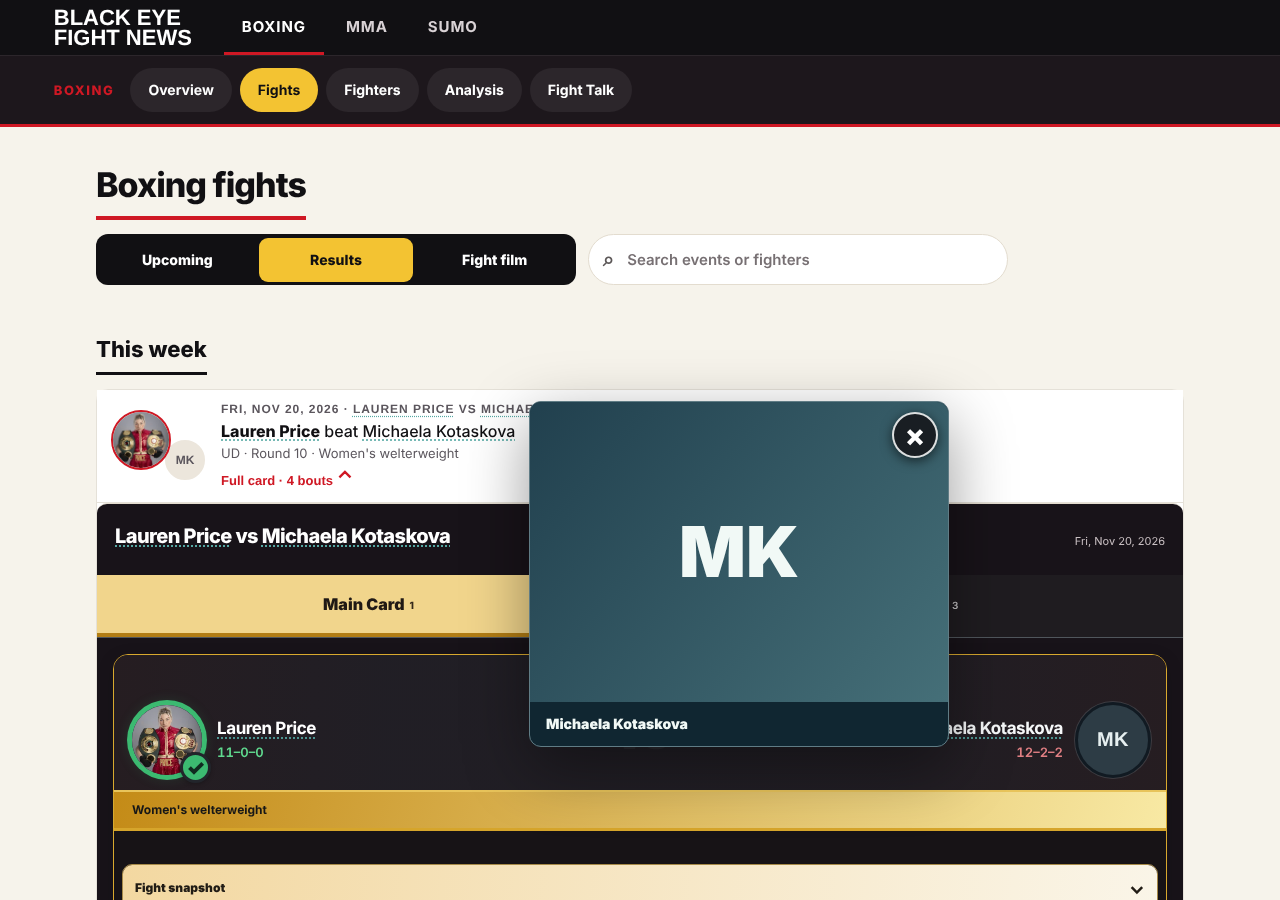 BLACK EYE
FIGHT NEWS
BOXING
MMA
SUMO
BOXING
Overview
Fights
Fighters
Analysis
Fight Talk
Boxing fights
Upcoming
Results
Fight film
Search events or fighters
This week
MK
FRI, NOV 20, 2026 · LAUREN PRICE VS
Lauren Price beat Michaela Kotaskova
UD · Round 10 · Women's welterweight
Full card · 4 bouts
MK
Michaela Kotaskova
Lauren Price vs Michaela Kotaskova
Fri, Nov 20, 2026
Main Card 1
3
Lauren Price
11–0–0
Kotaskova
12–2–2
MK
Women's welterweight
Fight snapshot